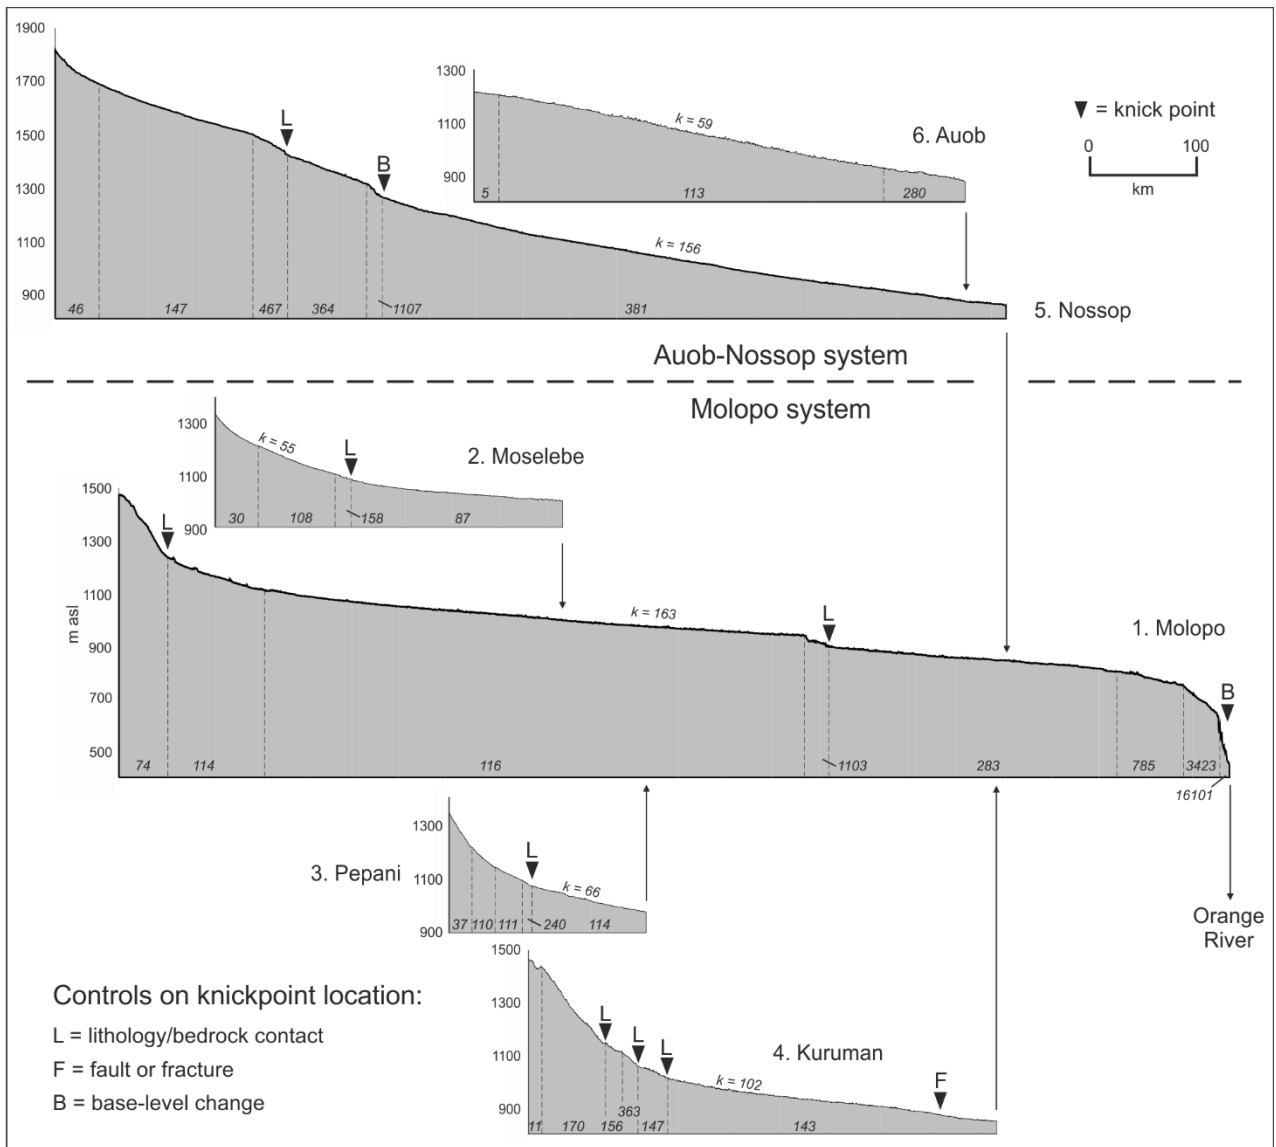 1900
1700
1500
1300
1100
900
L
B
k = 156
46
147
467
364
1107
381
5. Nossop
1300
1100
900
k = 59
6. Auob
5
113
280
▼ = knick point
0
100
km
Auob-Nossop system
Molopo system
1300
1100
900
k = 55
L
2. Moselebe
30
108
158
87
1500
1300
1100
900
700
500
m asl
L
k = 163
L
1. Molopo
B
74
114
116
1103
283
785
3423
16101
Orange
River
1300
1100
900
3. Pepani
L
k = 66
37
110
111
240
114
1500
1300
1100
900
L
L
L
4. Kuruman
k = 102
F
11
170
156
363
147
143
Controls on knickpoint location:
L = lithology/bedrock contact
F = fault or fracture
B = base-level change